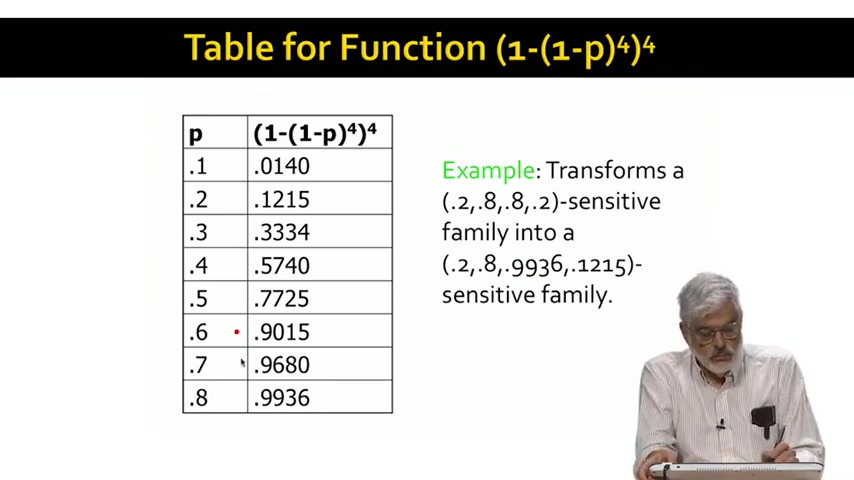 Table for Function (1-(1-p)⁴)⁴
p (1-(1-p)⁴)⁴
.1 .0140
.2 .1215
.3 .3334
.4 .5740
.5 .7725
.6 .9015
.7 .9680
.8 .9936
Example: Transforms a
(.2,.8,.8,.2)-sensitive
family into a
(.2,.8,.9936,.1215)-
sensitive family.